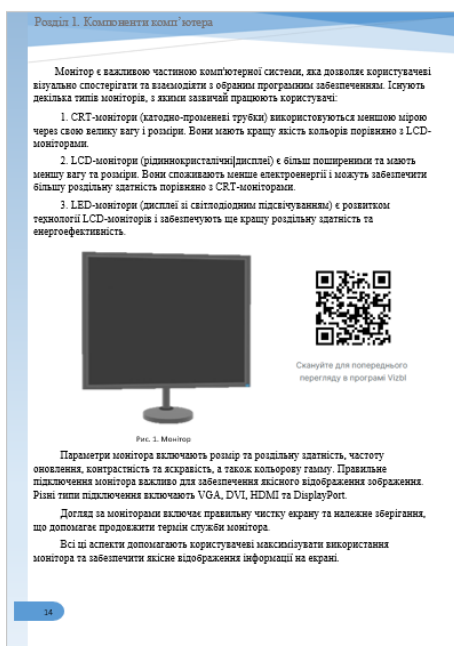 Розділ 1. Компоненти комп’ютера
Монітор є важливою частиною комп'ютерної системи, яка дозволяє користувачеві
візуально спостерігати та взаємодіяти з обраним програмним забезпеченням. Існують
декілька типів моніторів, з якими зазвичай працюють користувачі:
1. CRT-монітори (катодно-променеві трубки) використовуються меншою мірою
через свою велику вагу і розміри. Вони мають кращу якість кольорів порівняно з LCD-
моніторами.
2. LCD-монітори (рідиннокристалічні|дисплеї) є більш поширеними та мають
меншу вагу та розміри. Вони споживають менше електроенергії і можуть забезпечити
більшу роздільну здатність порівняно з CRT-моніторами.
3. LED-монітори (дисплеї зі світлодіодним підсвічуванням) є розвитком
технології LCD-моніторів і забезпечують ще кращу роздільну здатність та
енергоефективність.
Скануйте для попереднього
перегляду в програмі Vizbl
Рис. 1. Монітор
Параметри монітора включають розмір та роздільну здатність, частоту
оновлення, контрастність та яскравість, а також кольорову гамму. Правильне
підключення монітора важливо для забезпечення якісного відображення зображення.
Різні типи підключення включають VGA, DVI, HDMI та DisplayPort.
Догляд за моніторами включає правильну чистку екрану та належне зберігання,
що допомагає продовжити термін служби монітора.
Всі ці аспекти допомагають користувачеві максимізувати використання
монітора та забезпечити якісне відображення інформації на екрані.
14